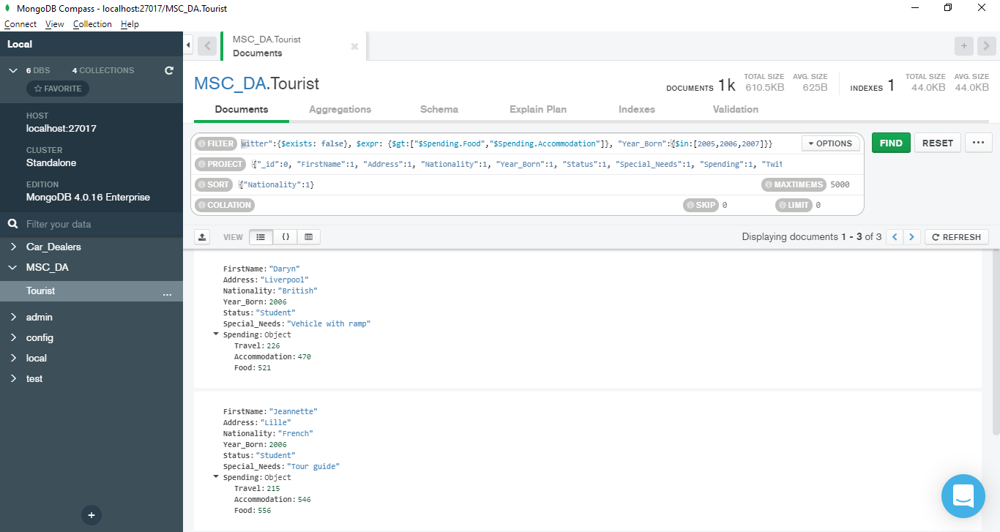 MongoDB Compass - localhost:27017/MSC_DA.Tourist
Connect View Collection Help
Local
6 DBS 4 COLLECTIONS
FAVORITE
HOST
localhost:27017
CLUSTER
Standalone
EDITION
MongoDB 4.0.16 Enterprise
Filter your data
Car_Dealers
MSC_DA
Tourist ...
admin
config
local
test
+
MSC_DA.Tourist
Documents
MSC_DA.Tourist
DOCUMENTS 1k TOTAL SIZE 610.5KB AVG. SIZE 625B INDEXES 1 TOTAL SIZE 44.0KB AVG. SIZE 44.0KB
Documents Aggregations Schema Explain Plan Indexes Validation
FILTER witter":{$exists: false}, $expr: {$gt:["$Spending.Food","$Spending.Accommodation"]}, "Year_Born":{$in:[2005,2006,2007]}} OPTIONS FIND RESET ...
PROJECT {"_id":0, "FirstName":1, "Address":1, "Nationality":1, "Year_Born":1, "Status":1, "Special_Needs":1, "Spending":1, "Twit
SORT {"Nationality":1} MAXTIMEMS 5000
COLLATION SKIP 0 LIMIT 0
VIEW {} Displaying documents 1 - 3 of 3 < > REFRESH
FirstName: "Daryn"
Address: "Liverpool"
Nationality: "British"
Year_Born: 2006
Status: "Student"
Special_Needs: "Vehicle with ramp"
Spending: Object
Travel: 226
Accommodation: 470
Food: 521
FirstName: "Jeannette"
Address: "Lille"
Nationality: "French"
Year_Born: 2006
Status: "Student"
Special_Needs: "Tour guide"
Spending: Object
Travel: 215
Accommodation: 546
Food: 556